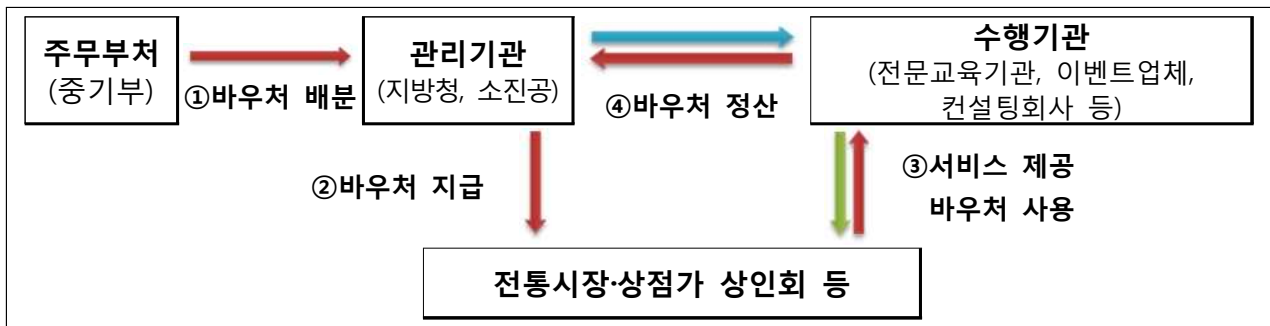 주무부처
(중기부)
①바우처 배분
관리기관
(지방청, 소진공)
④바우처 정산
수행기관
(전문교육기관, 이벤트업체,
컨설팅회사 등)
②바우처 지급
③서비스 제공
바우처 사용
전통시장·상점가 상인회 등